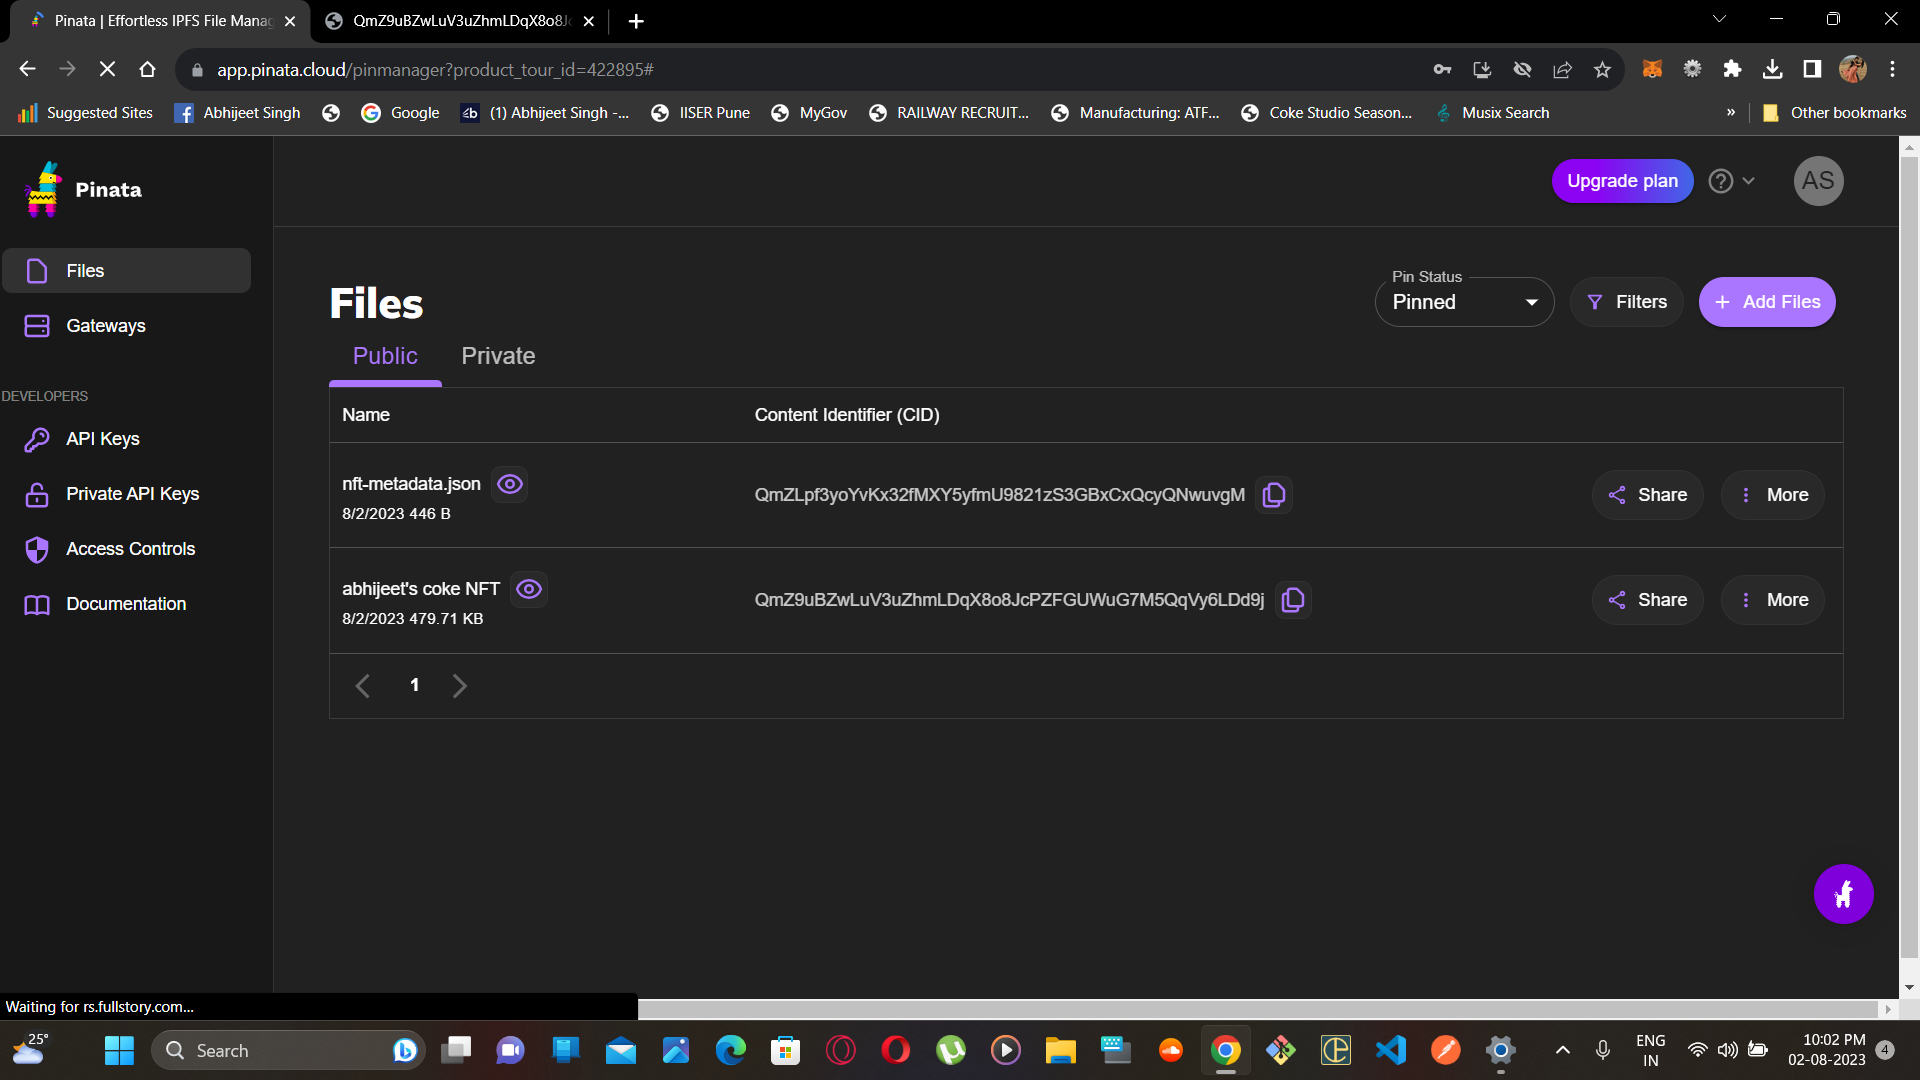 Pinata | Effortless IPFS File Mana
QmZ9uBZwLuV3uZhmLDqX8o8J
app.pinata.cloud/pinmanager?product_tour_id=422895#
Suggested Sites
Abhijeet Singh
Google
(1) Abhijeet Singh -...
IISER Pune
MyGov
RAILWAY RECRUIT...
Manufacturing: ATF...
Coke Studio Season...
Musix Search
»
Other bookmarks
Pinata
Upgrade plan
AS
Files
Gateways
DEVELOPERS
API Keys
Private API Keys
Access Controls
Documentation
Files
Pin Status
Pinned
Filters
+ Add Files
Public
Private
Name
Content Identifier (CID)
nft-metadata.json
8/2/2023 446 B
QmZLpf3yoYvKx32fMXY5yfmU9821zS3GBxCxQcyQNwuvgM
Share
More
abhijeet's coke NFT
8/2/2023 479.71 KB
QmZ9uBZwLuV3uZhmLDqX8o8JcPZFGUWuG7M5QqVy6LDd9j
Share
More
1
Waiting for rs.fullstory.com...
25°
Search
ENG
IN
10:02 PM
02-08-2023
4